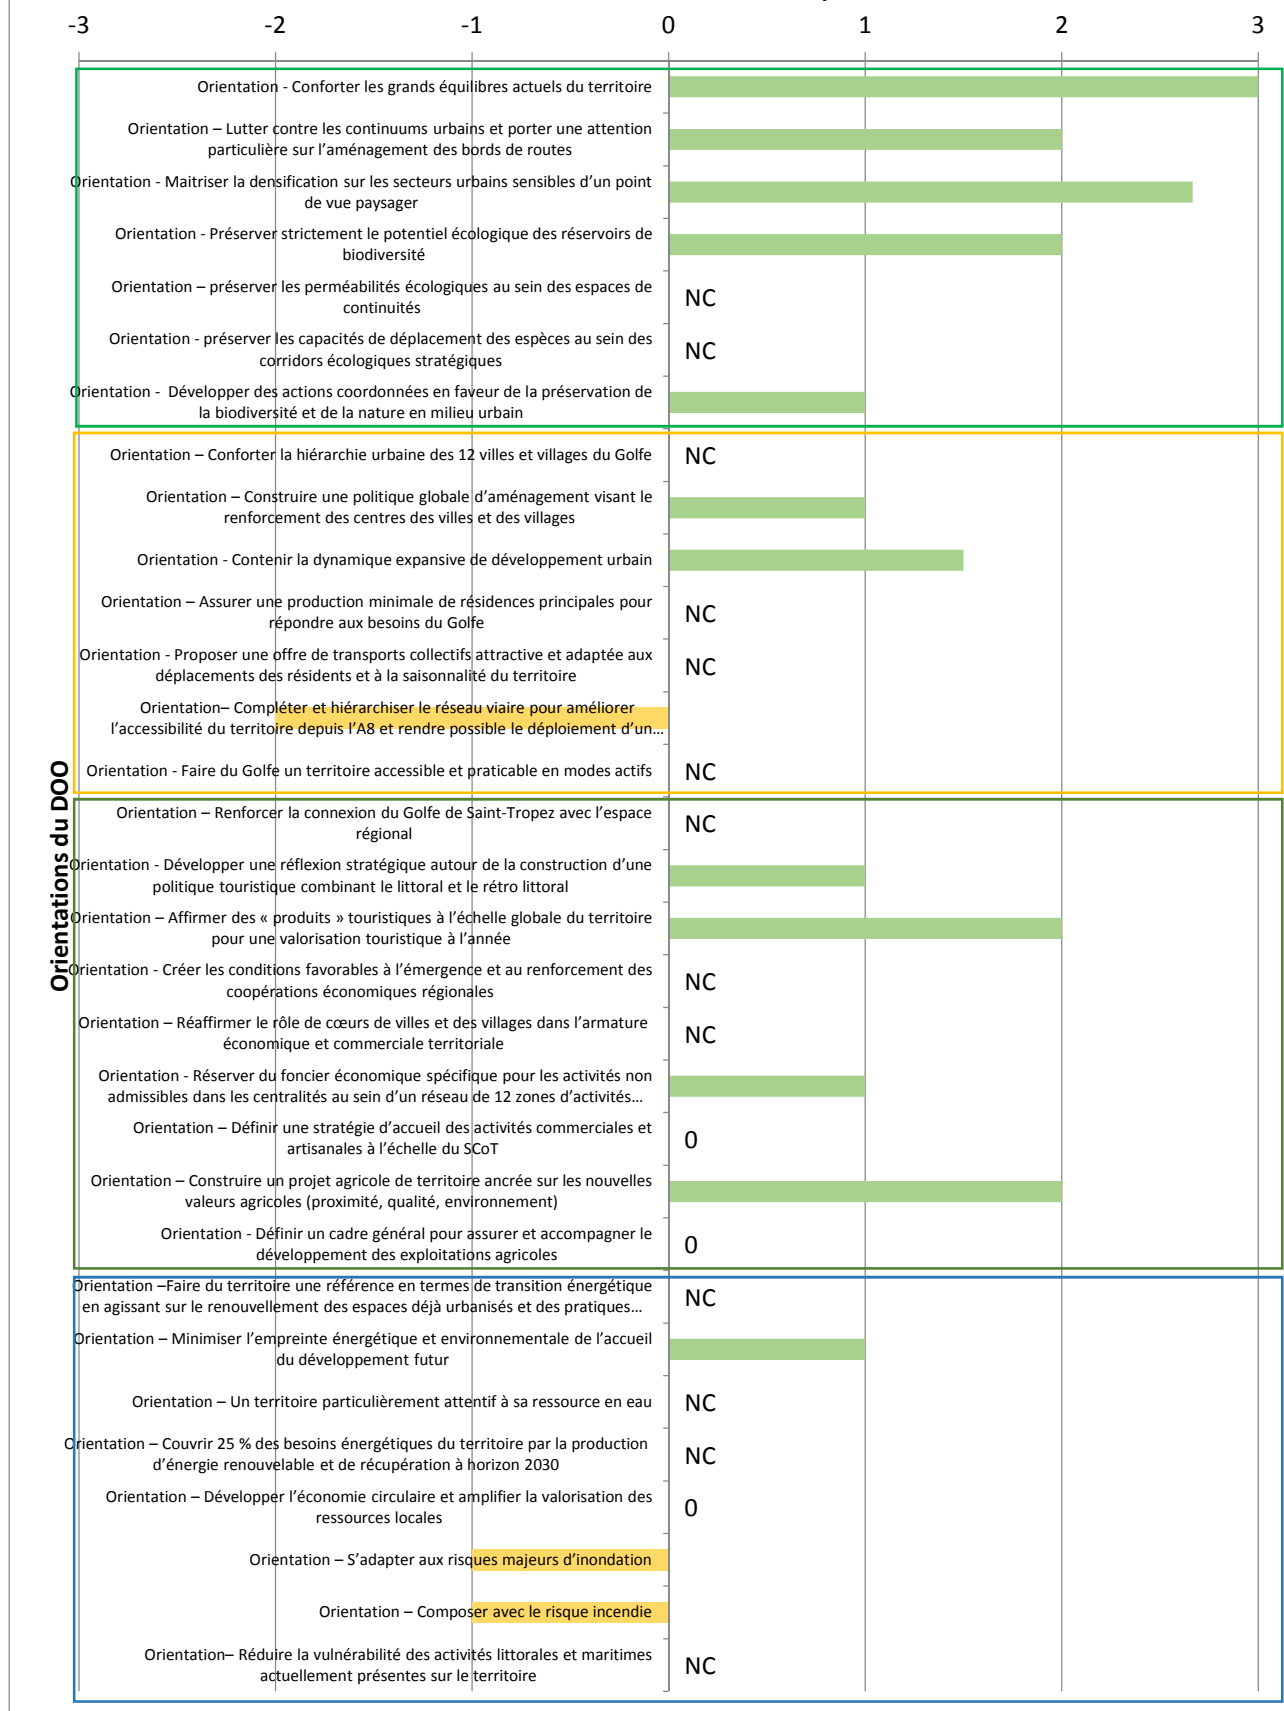 -3 -2 -1 0 1 2 3
Orientations du DOO
Orientation - Conforter les grands équilibres actuels du territoire
Orientation – Lutter contre les continuums urbains et porter une attention
particulière sur l'aménagement des bords de routes
Orientation - Maitriser la densification sur les secteurs urbains sensibles d'un point
de vue paysager
Orientation - Préserver strictement le potentiel écologique des réservoirs de
biodiversité
Orientation – préserver les perméabilités écologiques au sein des espaces de
continuités
NC
Orientation - préserver les capacités de déplacement des espèces au sein des
corridors écologiques stratégiques
NC
Orientation - Développer des actions coordonnées en faveur de la préservation de
la biodiversité et de la nature en milieu urbain
Orientation – Conforter la hiérarchie urbaine des 12 villes et villages du Golfe
NC
Orientation – Construire une politique globale d'aménagement visant le
renforcement des centres des villes et des villages
Orientation - Contenir la dynamique expansive de développement urbain
Orientation – Assurer une production minimale de résidences principales pour
répondre aux besoins du Golfe
NC
Orientation - Proposer une offre de transports collectifs attractive et adaptée aux
déplacements des résidents et à la saisonnalité du territoire
NC
Orientation– Compléter et hiérarchiser le réseau viaire pour améliorer
l'accessibilité du territoire depuis l'A8 et rendre possible le déploiement d'un…
Orientation - Faire du Golfe un territoire accessible et praticable en modes actifs
NC
Orientation – Renforcer la connexion du Golfe de Saint-Tropez avec l'espace
régional
NC
Orientation - Développer une réflexion stratégique autour de la construction d'une
politique touristique combinant le littoral et le rétro littoral
Orientation – Affirmer des « produits » touristiques à l'échelle globale du territoire
pour une valorisation touristique à l'année
Orientation - Créer les conditions favorables à l'émergence et au renforcement des
coopérations économiques régionales
NC
Orientation – Réaffirmer le rôle de cœurs de villes et des villages dans l'armature
économique et commerciale territoriale
NC
Orientation - Réserver du foncier économique spécifique pour les activités non
admissibles dans les centralités au sein d'un réseau de 12 zones d'activités…
Orientation – Définir une stratégie d'accueil des activités commerciales et
artisanales à l'échelle du SCoT
0
Orientation – Construire un projet agricole de territoire ancrée sur les nouvelles
valeurs agricoles (proximité, qualité, environnement)
Orientation - Définir un cadre général pour assurer et accompagner le
développement des exploitations agricoles
0
Orientation –Faire du territoire une référence en termes de transition énergétique
en agissant sur le renouvellement des espaces déjà urbanisés et des pratiques…
NC
Orientation – Minimiser l'empreinte énergétique et environnementale de l'accueil
du développement futur
Orientation – Un territoire particulièrement attentif à sa ressource en eau
NC
Orientation – Couvrir 25 % des besoins énergétiques du territoire par la production
d'énergie renouvelable et de récupération à horizon 2030
NC
Orientation – Développer l'économie circulaire et amplifier la valorisation des
ressources locales
0
Orientation – S'adapter aux risques majeurs d'inondation
Orientation – Composer avec le risque incendie
Orientation– Réduire la vulnérabilité des activités littorales et maritimes
actuellement présentes sur le territoire
NC